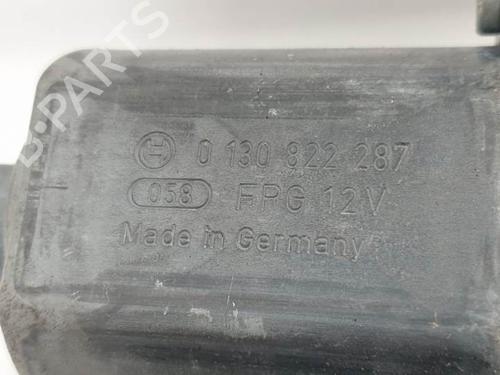 B-PARTS
0 130 822 287
058 FPG 12V
Made in Germany